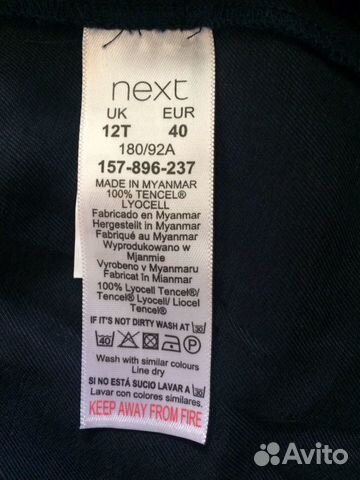 next
UK EUR
12T 40
180/92A
157-896-237
MADE IN MYANMAR
100% TENCEL®
LYOCELL
Fabricado en Myanmar
Hergestellt in Myanmar
Fabriqué au Myanmar
Wyprodukowano w
Mjanmie
Vyrobeno v Myanmaru
Fabricat în Mianmar
100% Lyocell Tencel®/
Tencel® Lyocell/ Liocel
Tencel®
IF IT'S NOT DIRTY WASH AT 30
40 P
Wash with similar colours
Line dry
SI NO ESTÁ SUCIO LAVAR A 30
Lavar con colores similares.
KEEP AWAY FROM FIRE
Avito